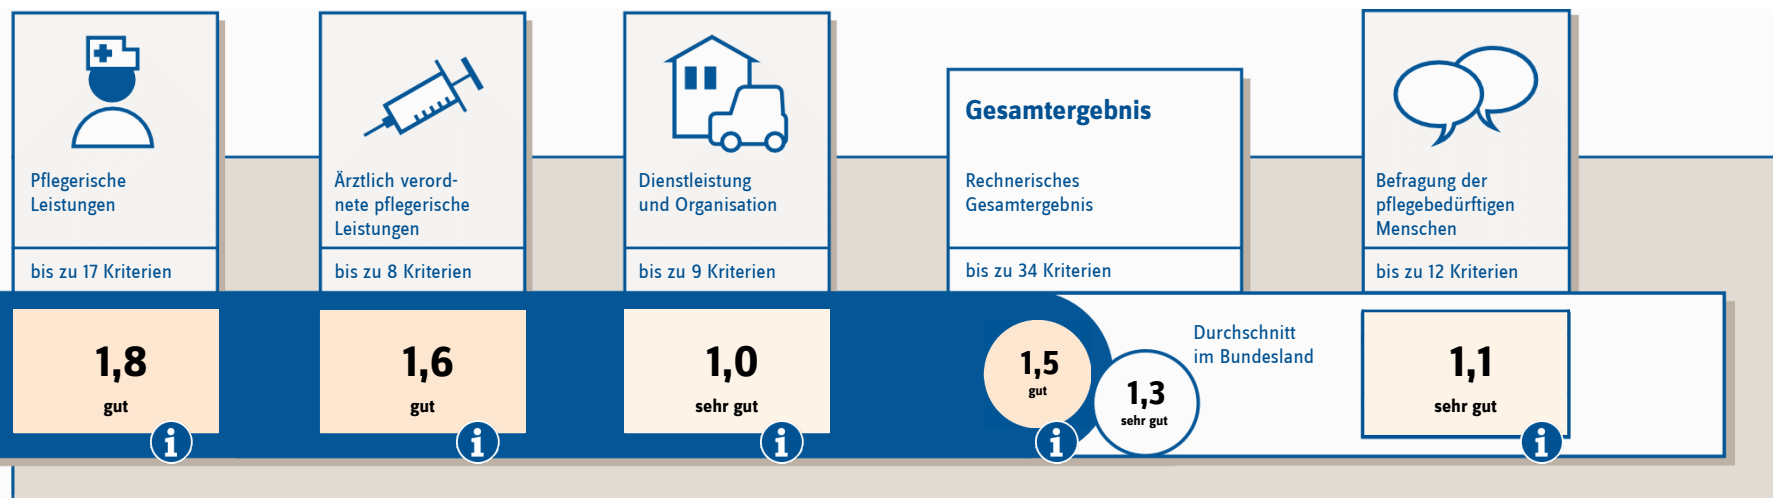 Pflegerische
Leistungen
bis zu 17 Kriterien
1,8
gut
i
Ärztlich verord-
nete pflegerische
Leistungen
bis zu 8 Kriterien
1,6
gut
i
Dienstleistung
und Organisation
bis zu 9 Kriterien
1,0
sehr gut
i
Gesamtergebnis
Rechnerisches
Gesamtergebnis
bis zu 34 Kriterien
1,5
gut
i
1,3
sehr gut
Durchschnitt
im Bundesland
Befragung der
pflegebedürftigen
Menschen
bis zu 12 Kriterien
1,1
sehr gut
i